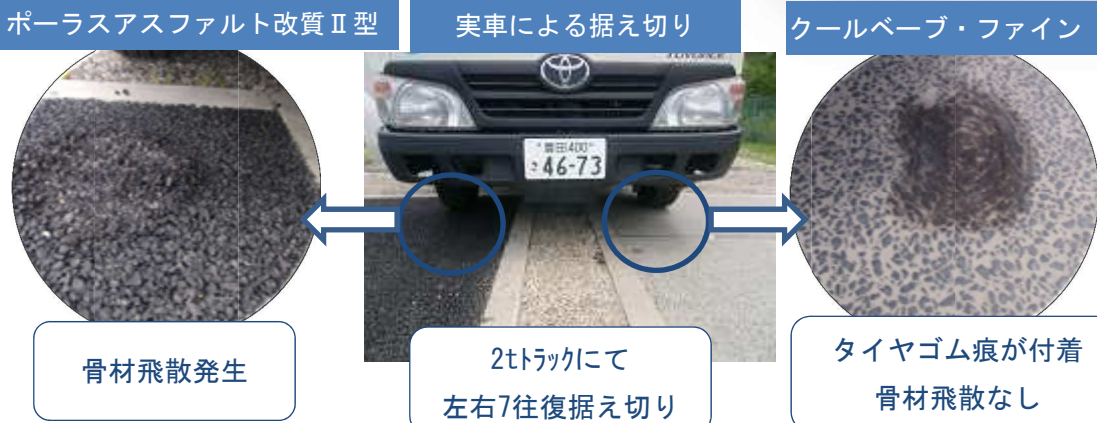 ポーラスアスファルト改質Ⅱ型
実車による据え切り
クールペーブ・ファイン
豊田 400
さ 46-73
骨材飛散発生
2tトラックにて
左右7往復据え切り
タイヤゴム痕が付着
骨材飛散なし